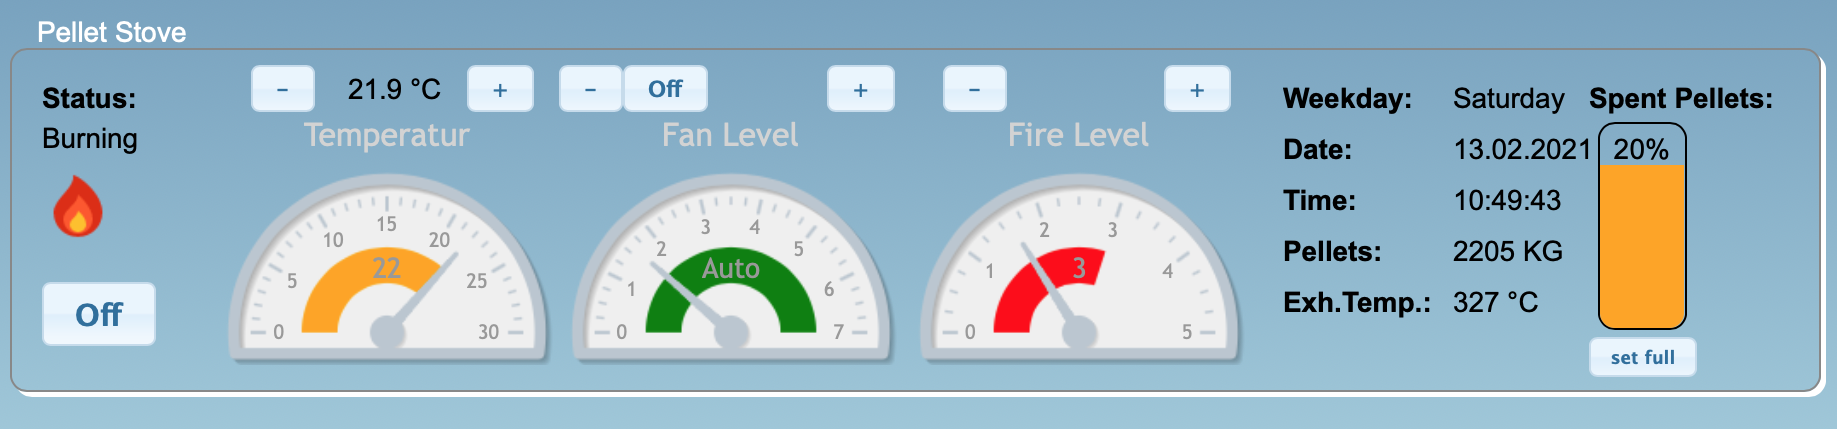 Pellet Stove
Status:
Burning
Off
- 21.9 °C +
Temperatur
0 5 10 15 20 25 30
22
- Off +
Fan Level
0 1 2 3 4 5 6 7
Auto
- +
Fire Level
0 1 2 3 4 5
3
Weekday: Saturday
Date: 13.02.2021
Time: 10:49:43
Pellets: 2205 KG
Exh.Temp.: 327 °C
Spent Pellets:
20%
set full